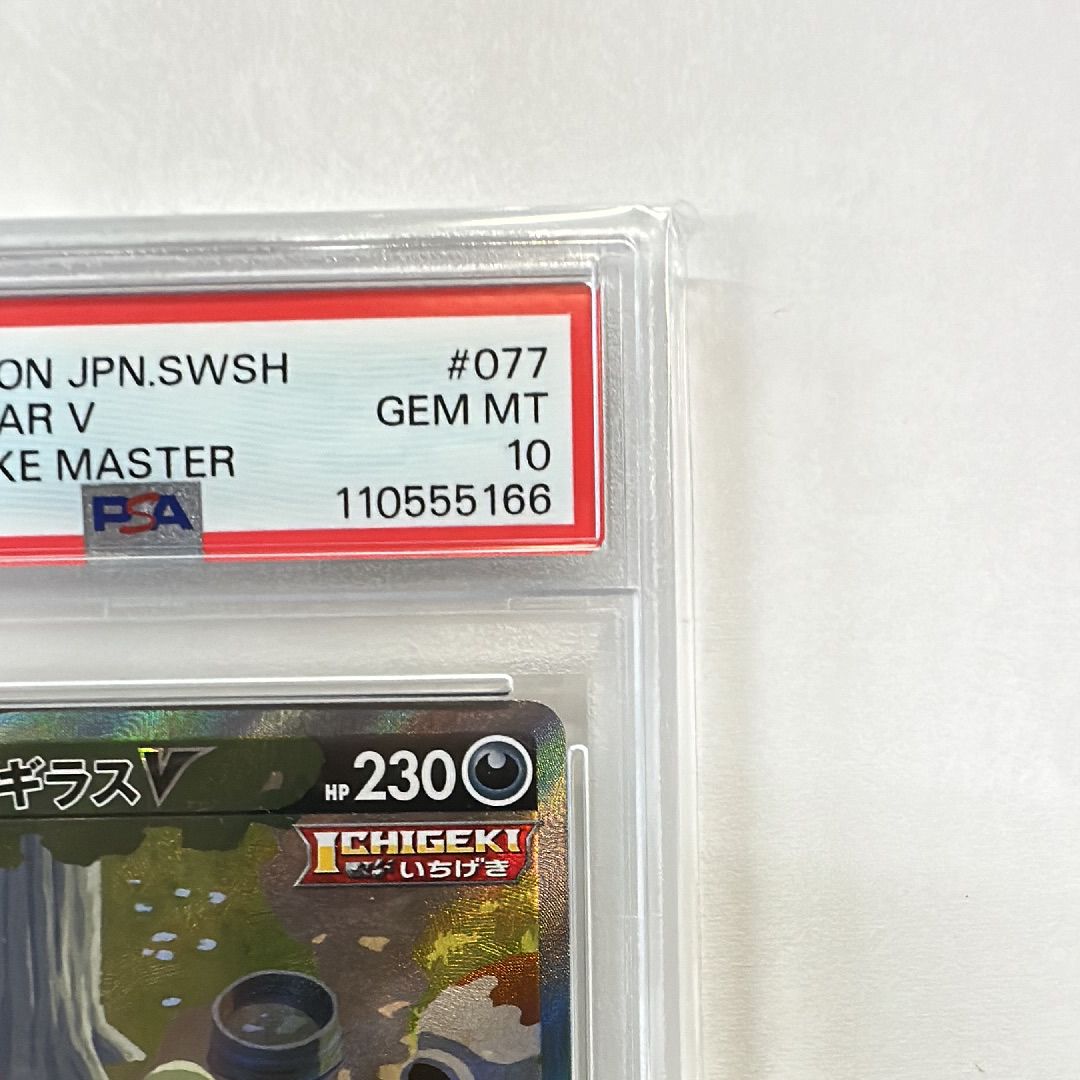 ON JPN.SWSH #077
AR V GEM MT
KE MASTER 10
PSA 110555166
ギラスV HP 230
ICHIGEKI
いちげき